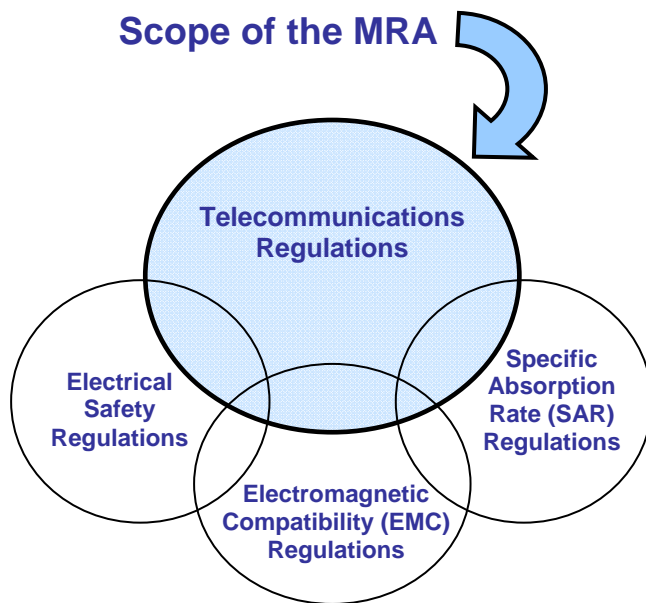 Scope of the MRA
Telecommunications
Regulations
Electrical
Safety
Regulations
Specific
Absorption
Rate (SAR)
Regulations
Electromagnetic
Compatibility (EMC)
Regulations